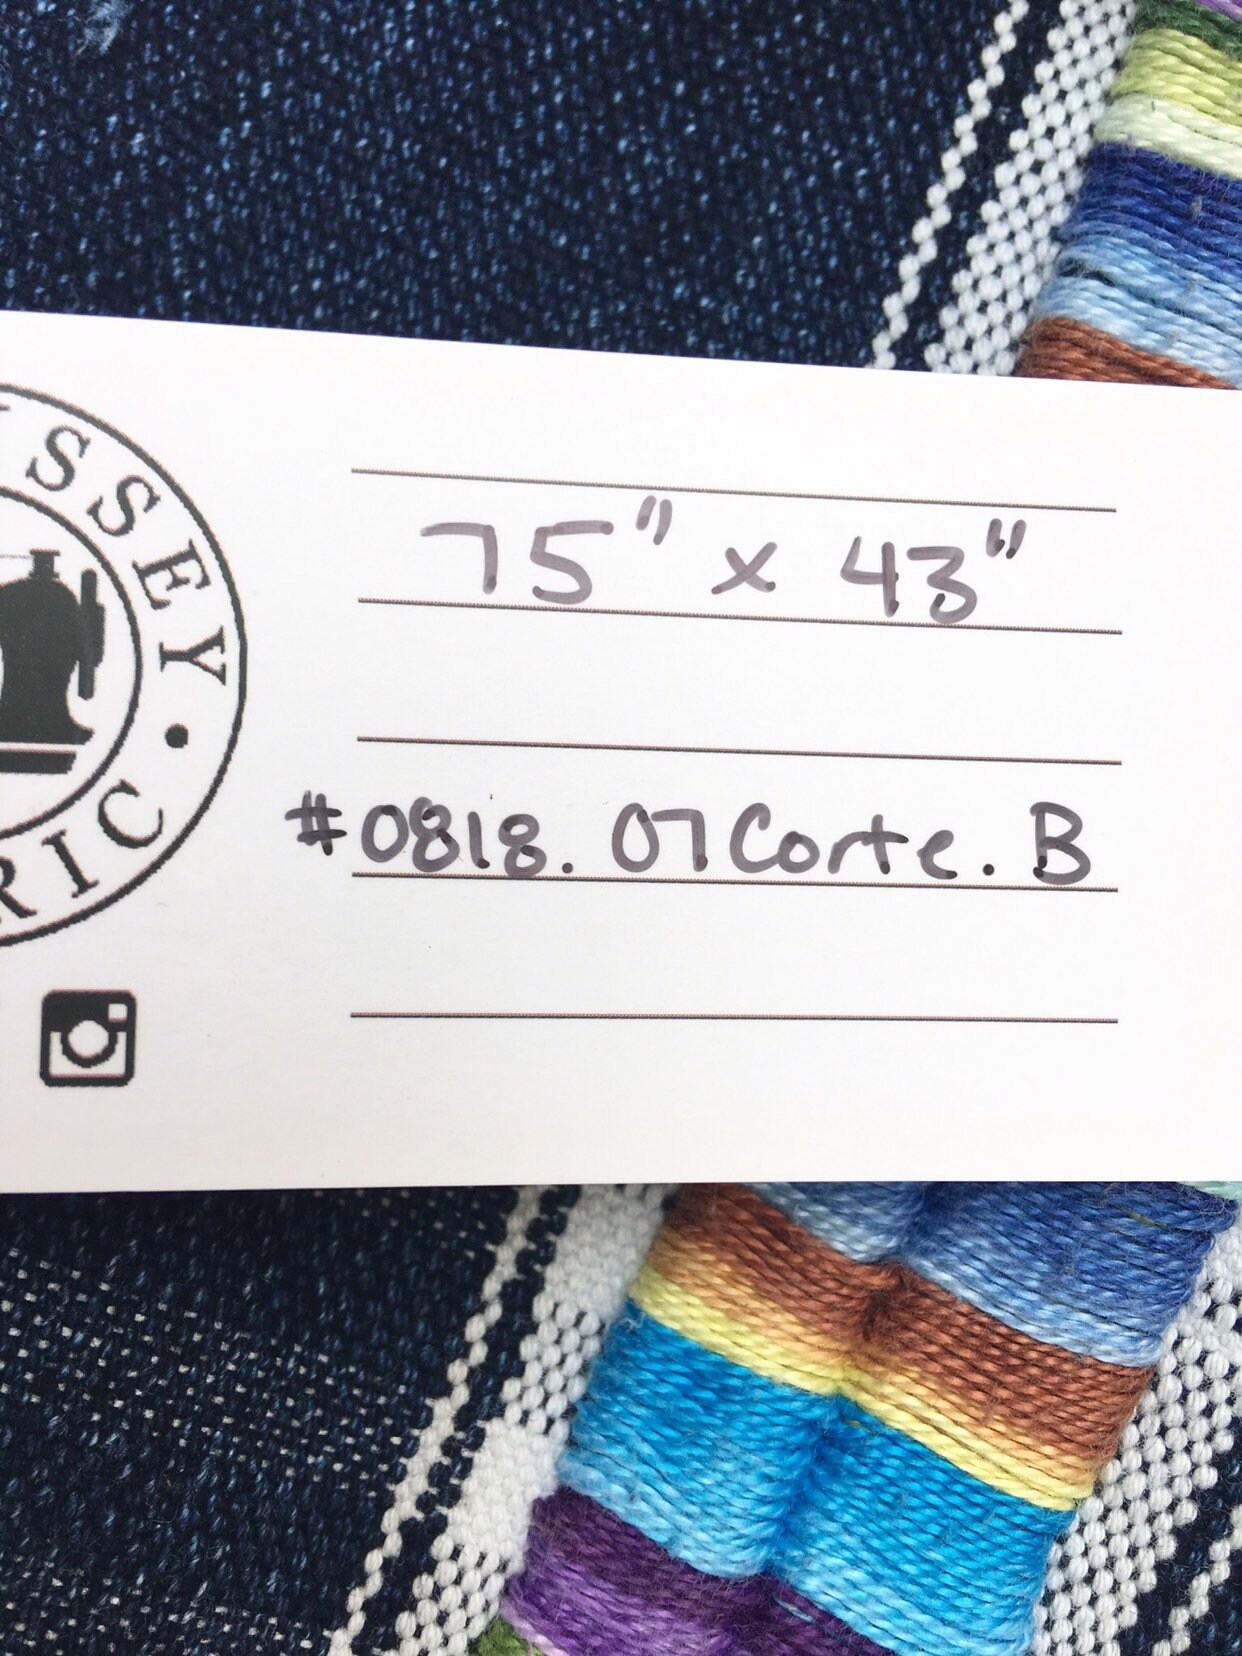 SSEY
RIC
75" x 43"
#0818.07Corte.B